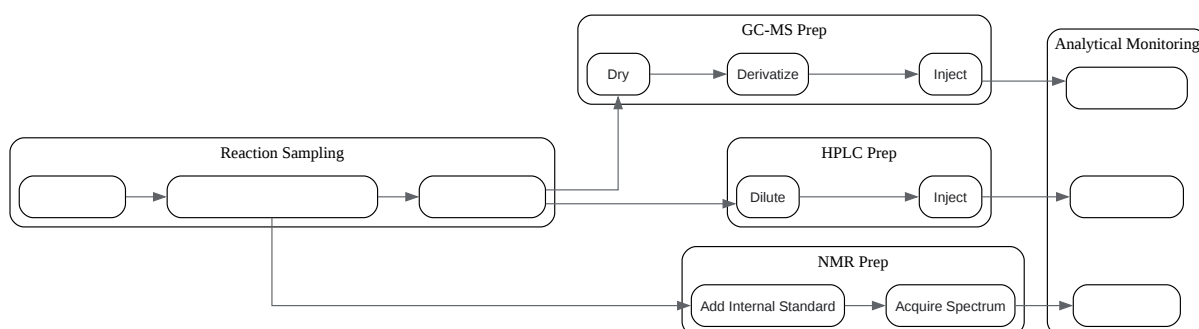 GC-MS Prep
Dry
Derivatize
Inject
Analytical Monitoring
Reaction Sampling
HPLC Prep
Dilute
Inject
NMR Prep
Add Internal Standard
Acquire Spectrum